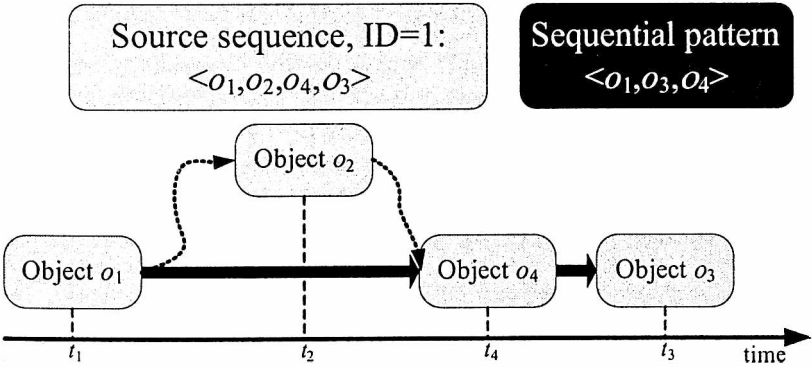 Source sequence, ID=1:
<o1,o2,o4,o3>
Sequential pattern
<o1,o3,o4>
Object o2
Object o1
Object o4
Object o3
t1
t2
t4
t3
time